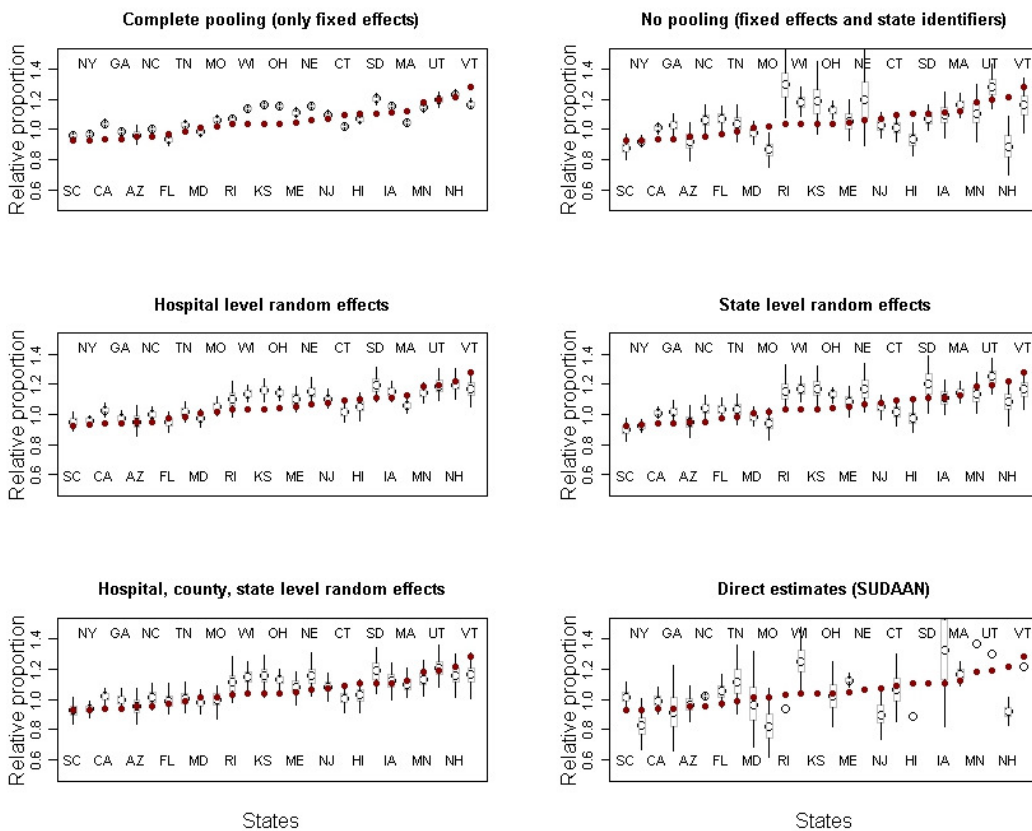 Complete pooling (only fixed effects)
Relative proportion
0.6 0.8 1.0 1.2 1.4
NY GA NC TN MO WI OH NE CT SD MA UT VT
SC CA AZ FL MD RI KS ME NJ HI IA MN NH
No pooling (fixed effects and state identifiers)
Relative proportion
0.6 0.8 1.0 1.2 1.4
NY GA NC TN MO WI OH NE CT SD MA UT VT
SC CA AZ FL MD RI KS ME NJ HI IA MN NH
Hospital level random effects
Relative proportion
0.6 0.8 1.0 1.2 1.4
NY GA NC TN MO WI OH NE CT SD MA UT VT
SC CA AZ FL MD RI KS ME NJ HI IA MN NH
State level random effects
Relative proportion
0.6 0.8 1.0 1.2 1.4
NY GA NC TN MO WI OH NE CT SD MA UT VT
SC CA AZ FL MD RI KS ME NJ HI IA MN NH
Hospital, county, state level random effects
Relative proportion
0.6 0.8 1.0 1.2 1.4
NY GA NC TN MO WI OH NE CT SD MA UT VT
SC CA AZ FL MD RI KS ME NJ HI IA MN NH
States
Direct estimates (SUDAAN)
Relative proportion
0.6 0.8 1.0 1.2 1.4
NY GA NC TN MO WI OH NE CT SD MA UT VT
SC CA AZ FL MD RI KS ME NJ HI IA MN NH
States